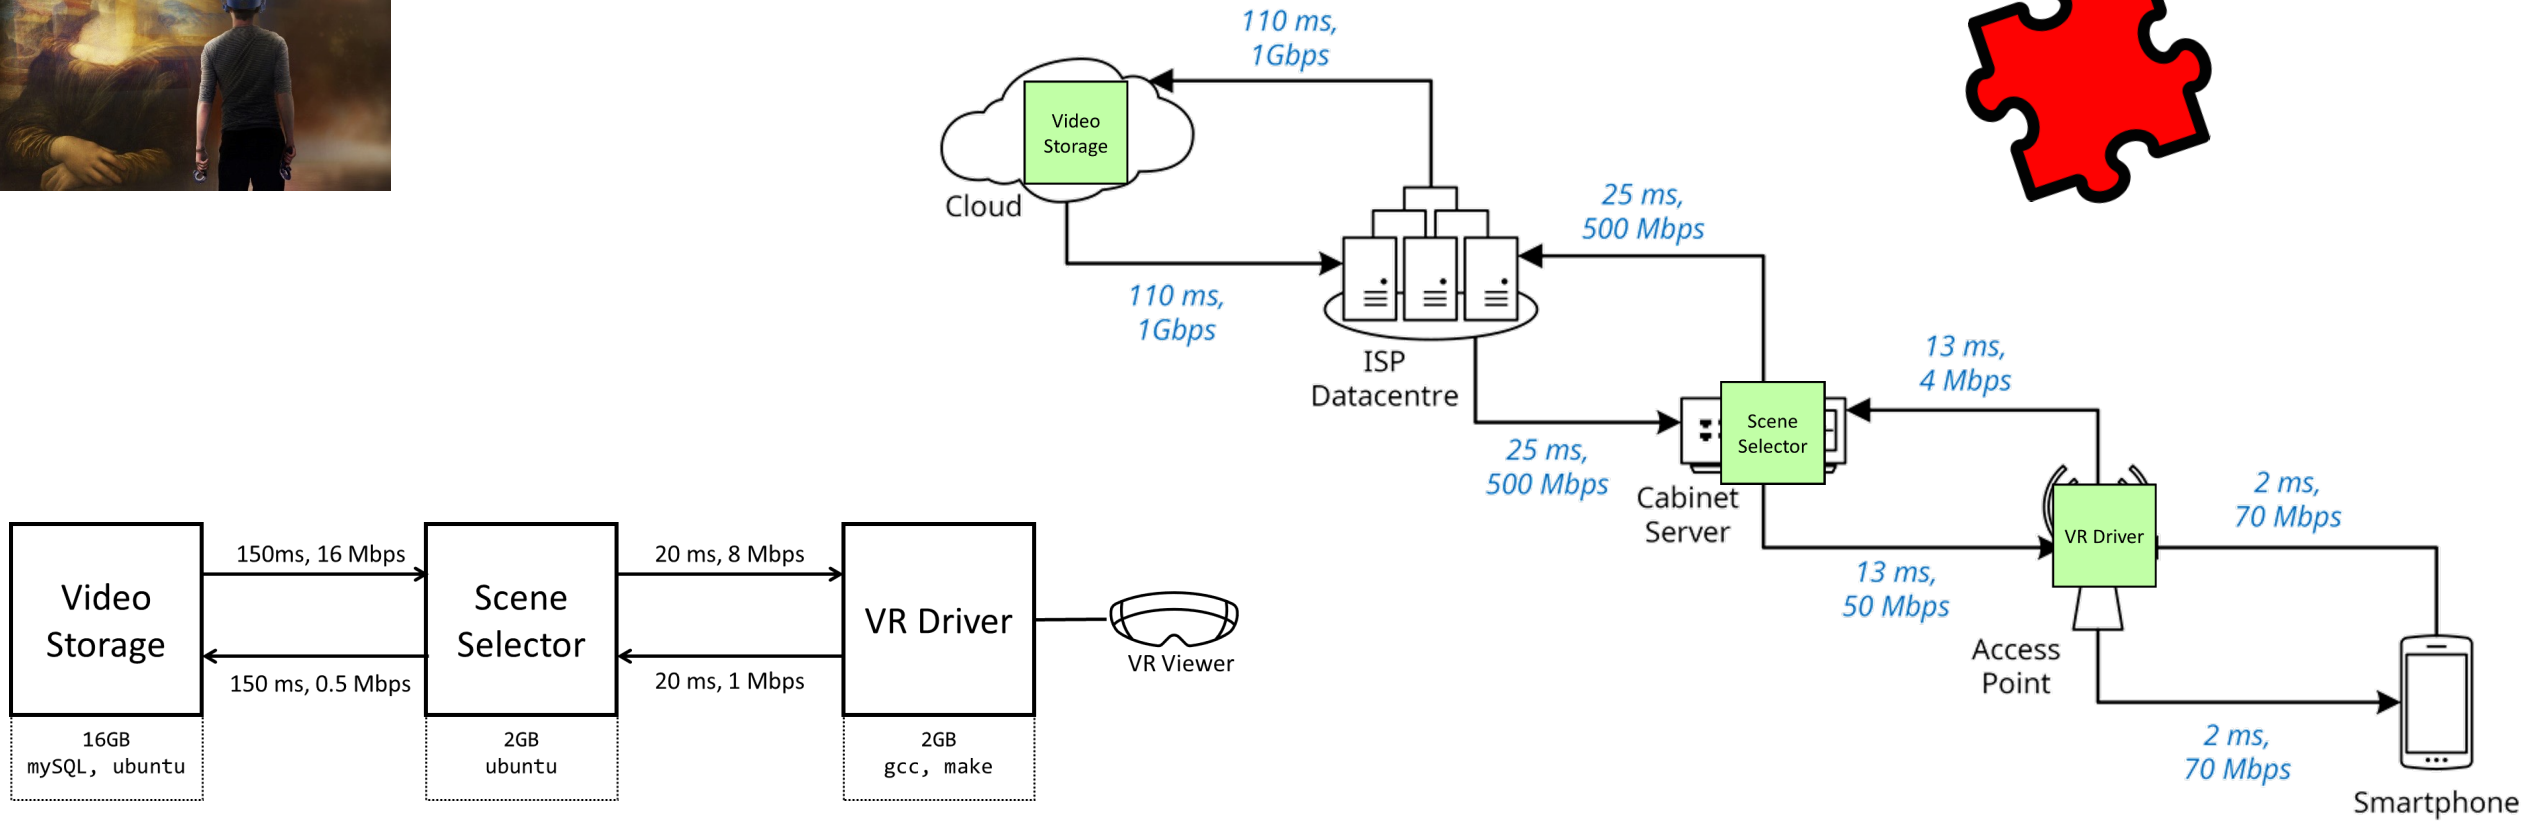 110 ms,
1Gbps
Video
Storage
Cloud
110 ms,
1Gbps
ISP
Datacentre
25 ms,
500 Mbps
25 ms,
500 Mbps
Scene
Selector
Cabinet
Server
13 ms,
4 Mbps
13 ms,
50 Mbps
VR Driver
Access
Point
2 ms,
70 Mbps
2 ms,
70 Mbps
Smartphone
Video
Storage
16GB
mySQL, ubuntu
150ms, 16 Mbps
150 ms, 0.5 Mbps
Scene
Selector
2GB
ubuntu
20 ms, 8 Mbps
20 ms, 1 Mbps
VR Driver
2GB
gcc, make
VR Viewer